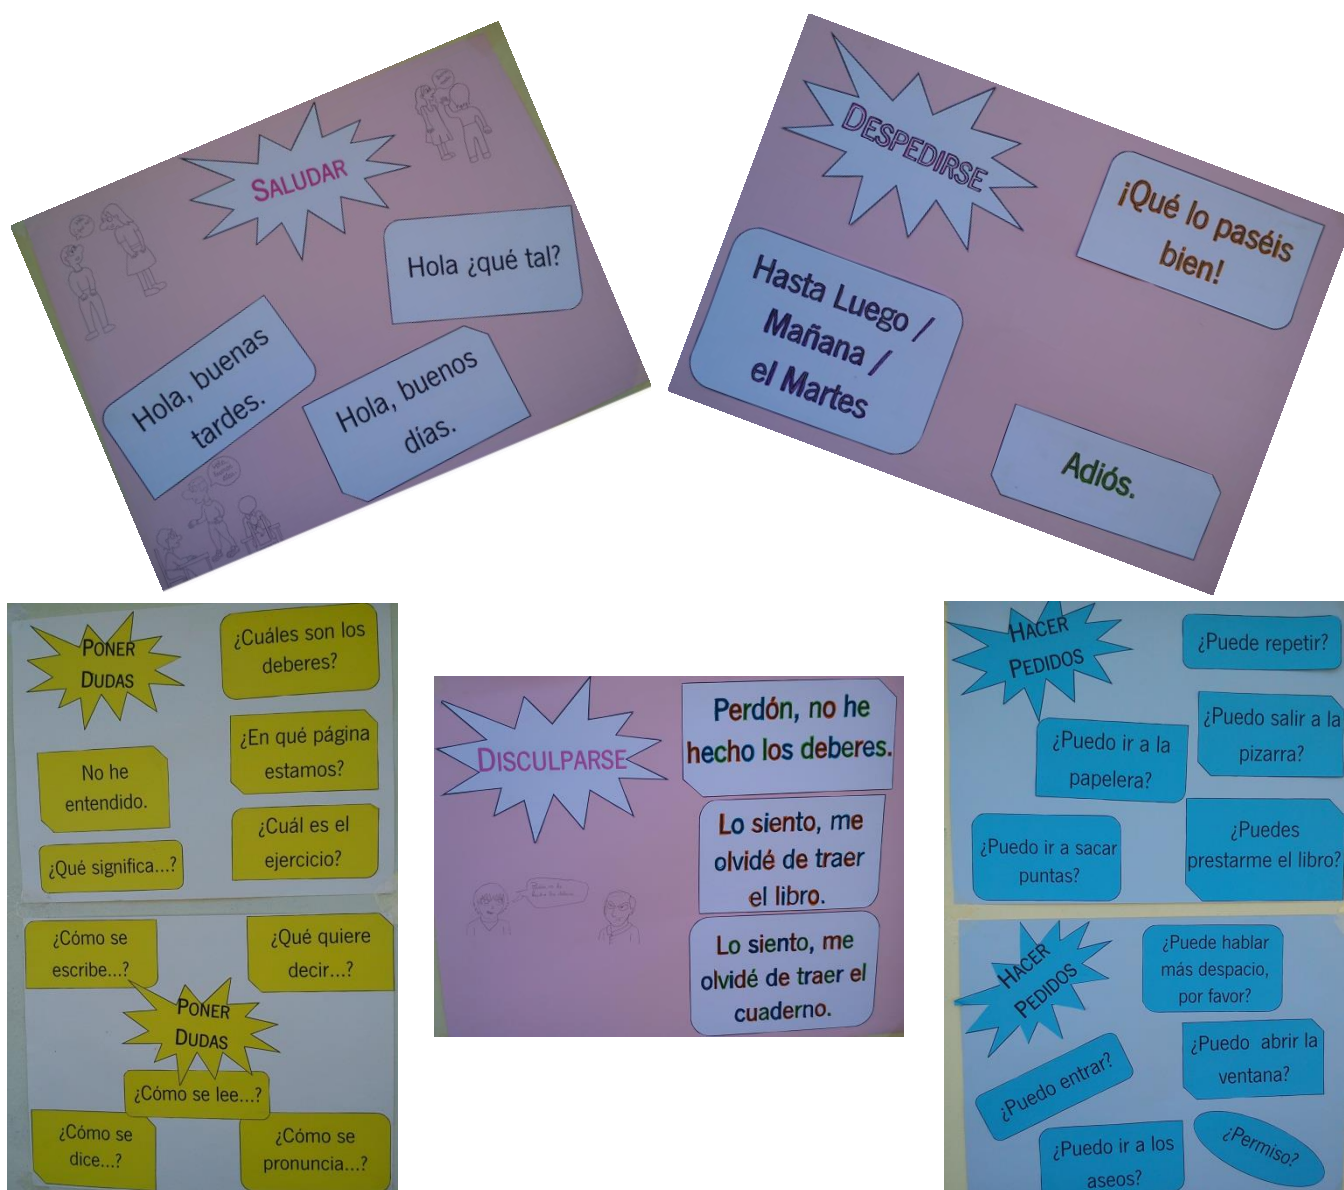 SALUDAR
Hola ¿qué tal?
Hola, buenas
tardes.
Hola, buenos
días.
DESPEDIRSE
¡Qué lo paséis
bien!
Hasta Luego /
Mañana /
el Martes
Adiós.
PONER
DUDAS
¿Cuáles son los
deberes?
¿En qué página
estamos?
No he
entendido.
¿Cuál es el
ejercicio?
¿Qué significa...?
¿Cómo se
escribe...?
¿Qué quiere
decir...?
PONER
DUDAS
¿Cómo se lee...?
¿Cómo se
dice...?
¿Cómo se
pronuncia...?
DISCULPARSE
Perdón, no he
hecho los deberes.
Lo siento, me
olvidé de traer
el libro.
Lo siento, me
olvidé de traer el
cuaderno.
HACER
PEDIDOS
¿Puede repetir?
¿Puedo salir a la
pizarra?
¿Puedo ir a la
papelera?
¿Puedo ir a sacar
puntas?
¿Puedes
prestarme el libro?
HACER
PEDIDOS
¿Puede hablar
más despacio,
por favor?
¿Puedo abrir la
ventana?
¿Puedo entrar?
¿Permiso?
¿Puedo ir a los
aseos?